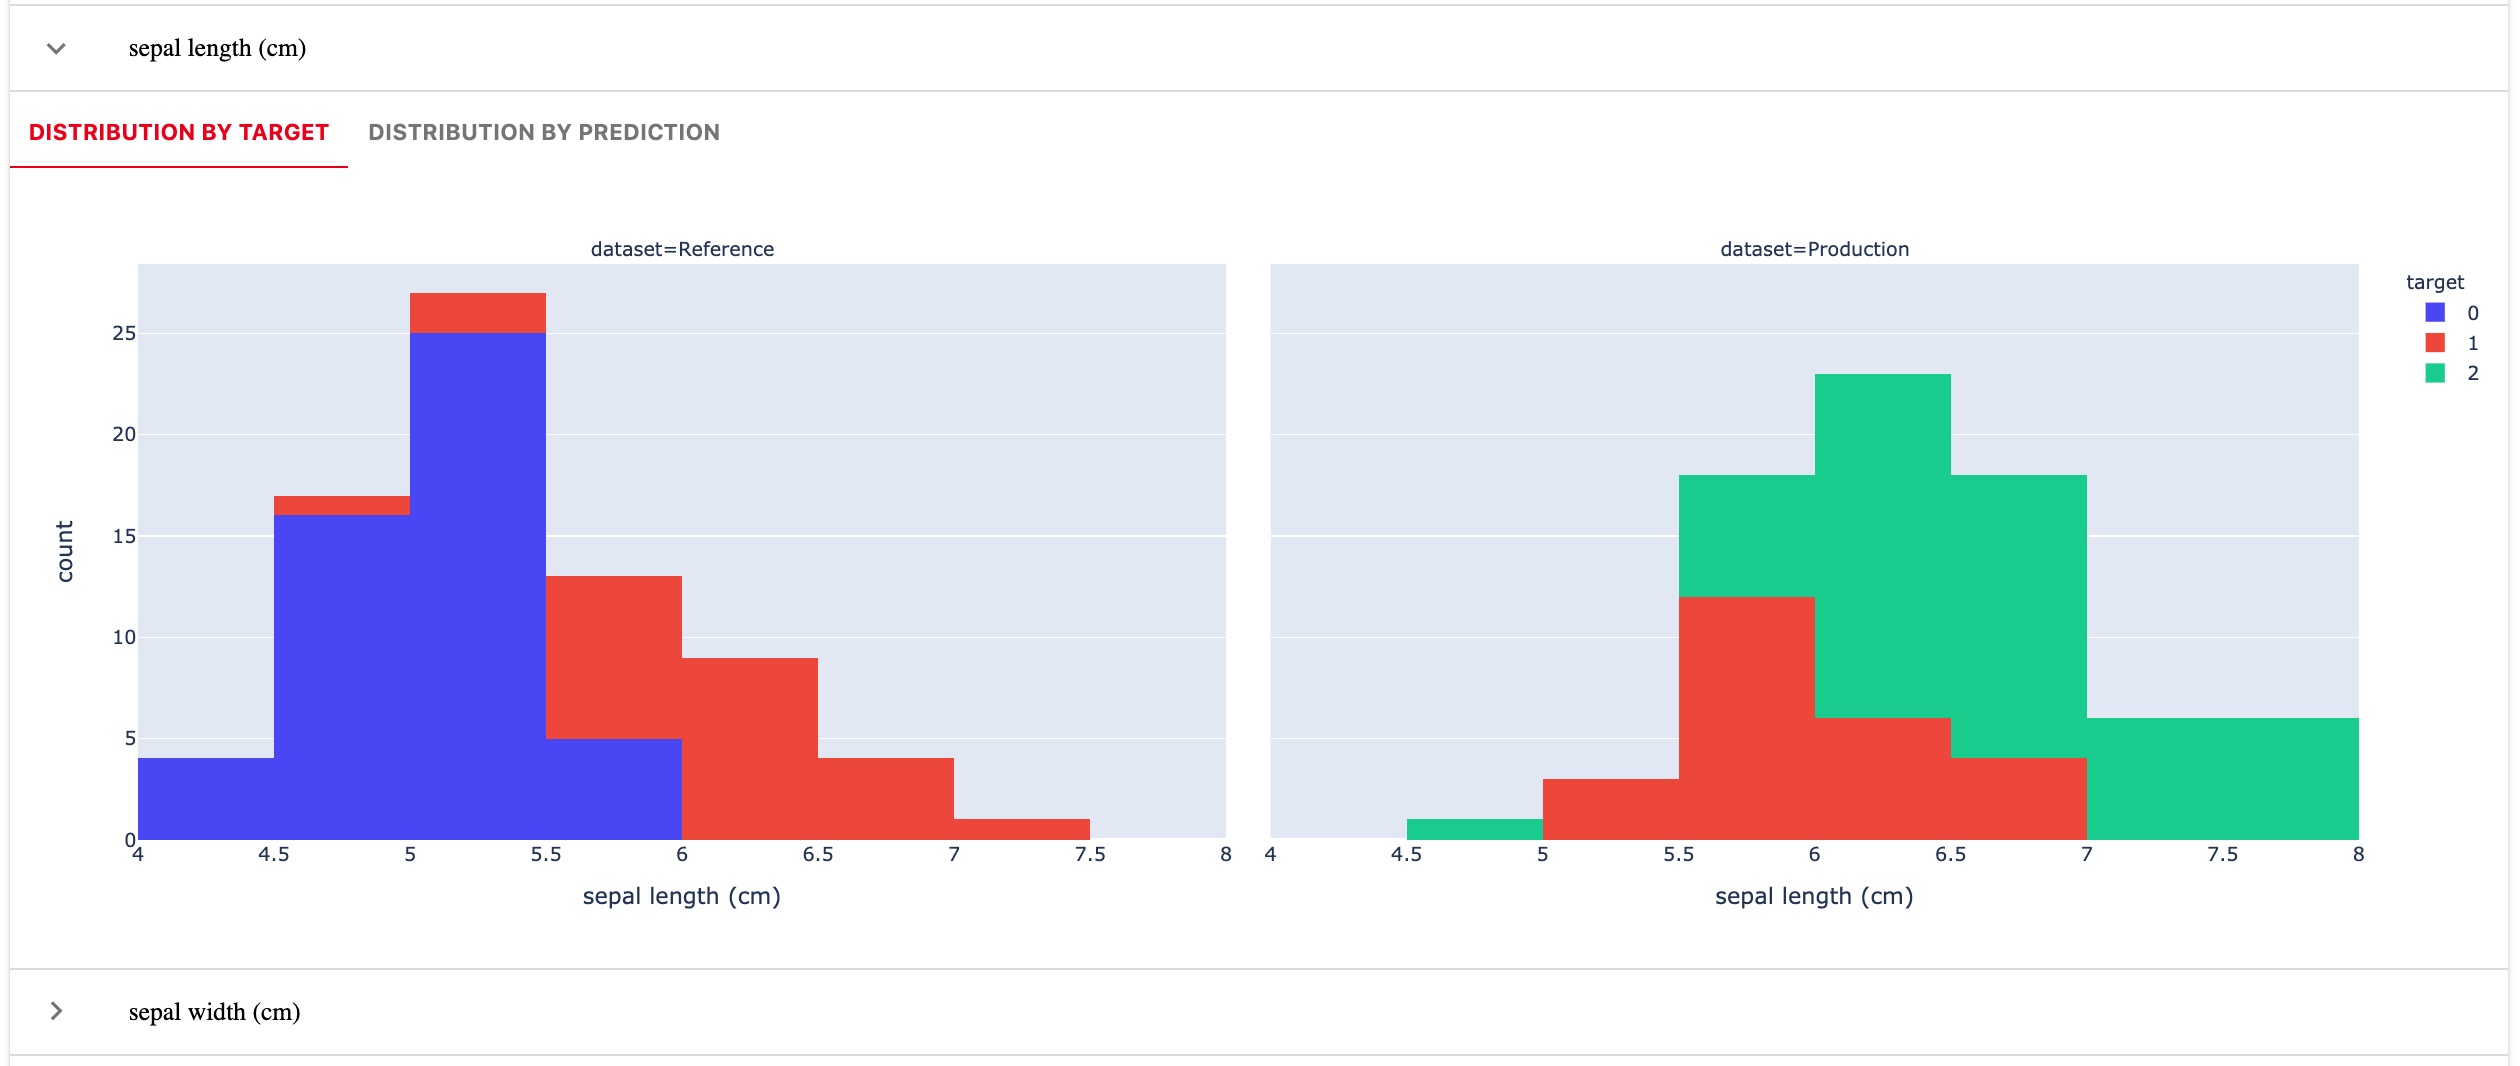 sepal length (cm)
DISTRIBUTION BY TARGET DISTRIBUTION BY PREDICTION
dataset=Reference dataset=Production
target
0
1
2
25
20
15
10
5
0
count
4 4.5 5 5.5 6 6.5 7 7.5 8 4 4.5 5 5.5 6 6.5 7 7.5 8
sepal length (cm) sepal length (cm)
sepal width (cm)